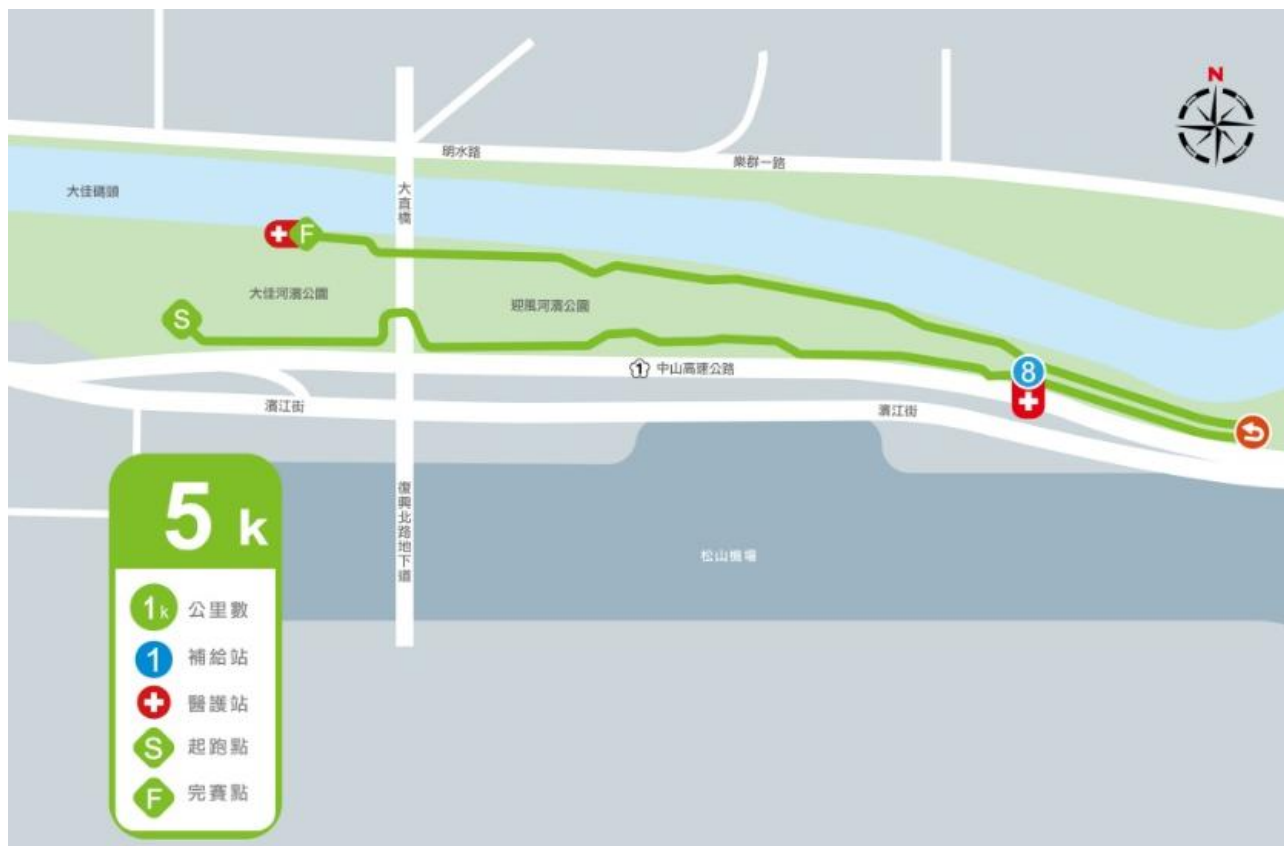 N
明水路
樂群一路
大佳碼頭
大直橋
F
大佳河濱公園
迎風河濱公園
S
1 中山高速公路
8
濱江街
濱江街
復興北路地下道
松山機場
5 k
1k 公里數
1 補給站
醫護站
S 起跑點
F 完賽點